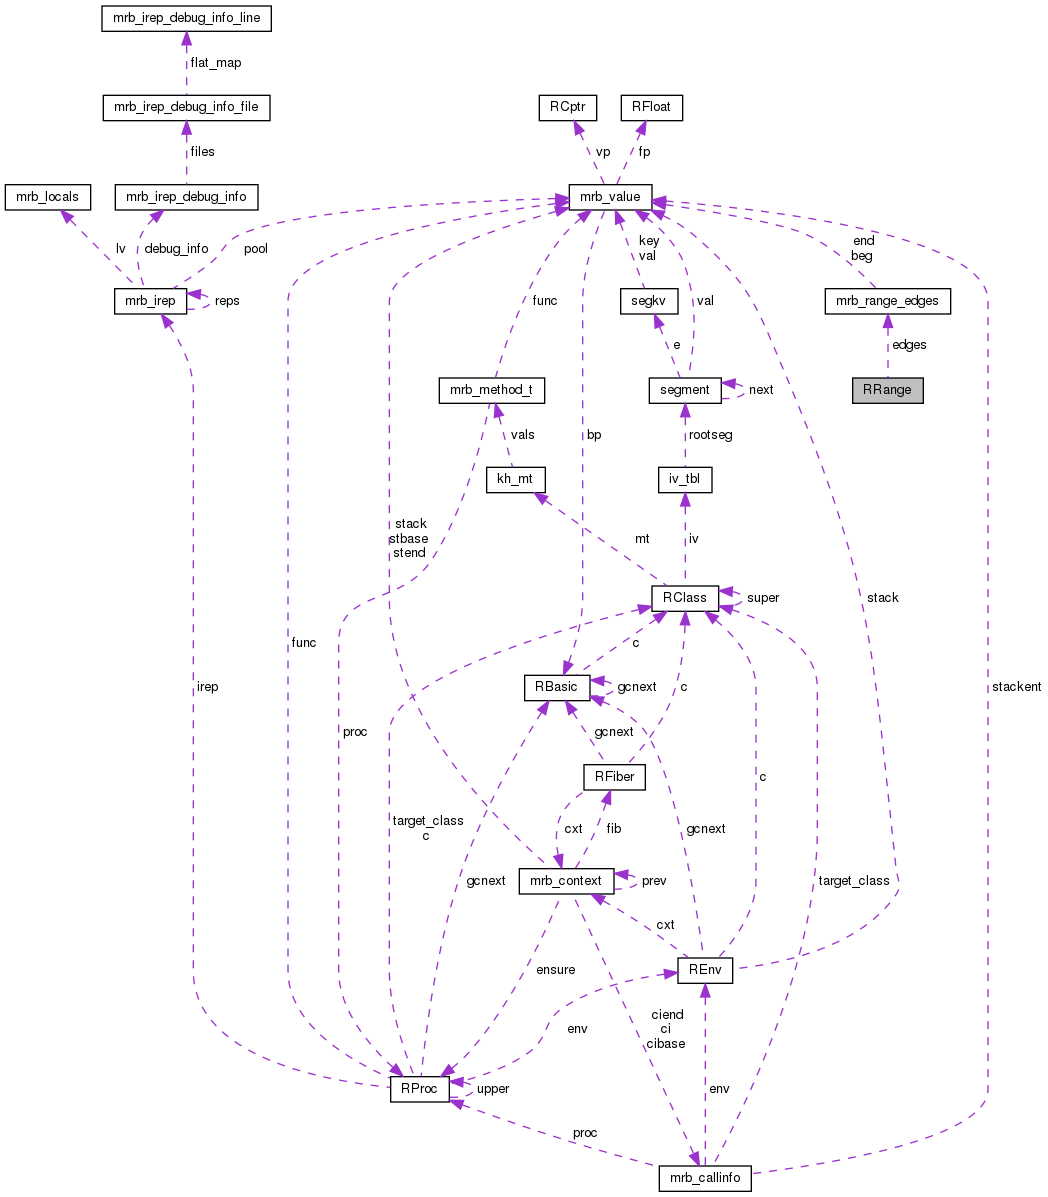 mrb_irep_debug_info_line
flat_map
mrb_irep_debug_info_file
RCptr
RFloat
files
vp
fp
mrb_locals
mrb_irep_debug_info
mrb_value
lv
debug_info
pool
key
val
end
beg
mrb_irep
reps
func
segkv
val
mrb_range_edges
e
edges
mrb_method_t
segment
next
RRange
vals
bp
rootseg
kh_mt
iv_tbl
stack
stbase
stend
mt
iv
RClass
super
stack
func
c
irep
RBasic
gcnext
c
stackent
proc
gcnext
RFiber
c
target_class
c
cxt
fib
gcnext
gcnext
mrb_context
prev
target_class
cxt
ensure
REnv
ciend
ci
cibase
env
RProc
upper
env
proc
mrb_callinfo